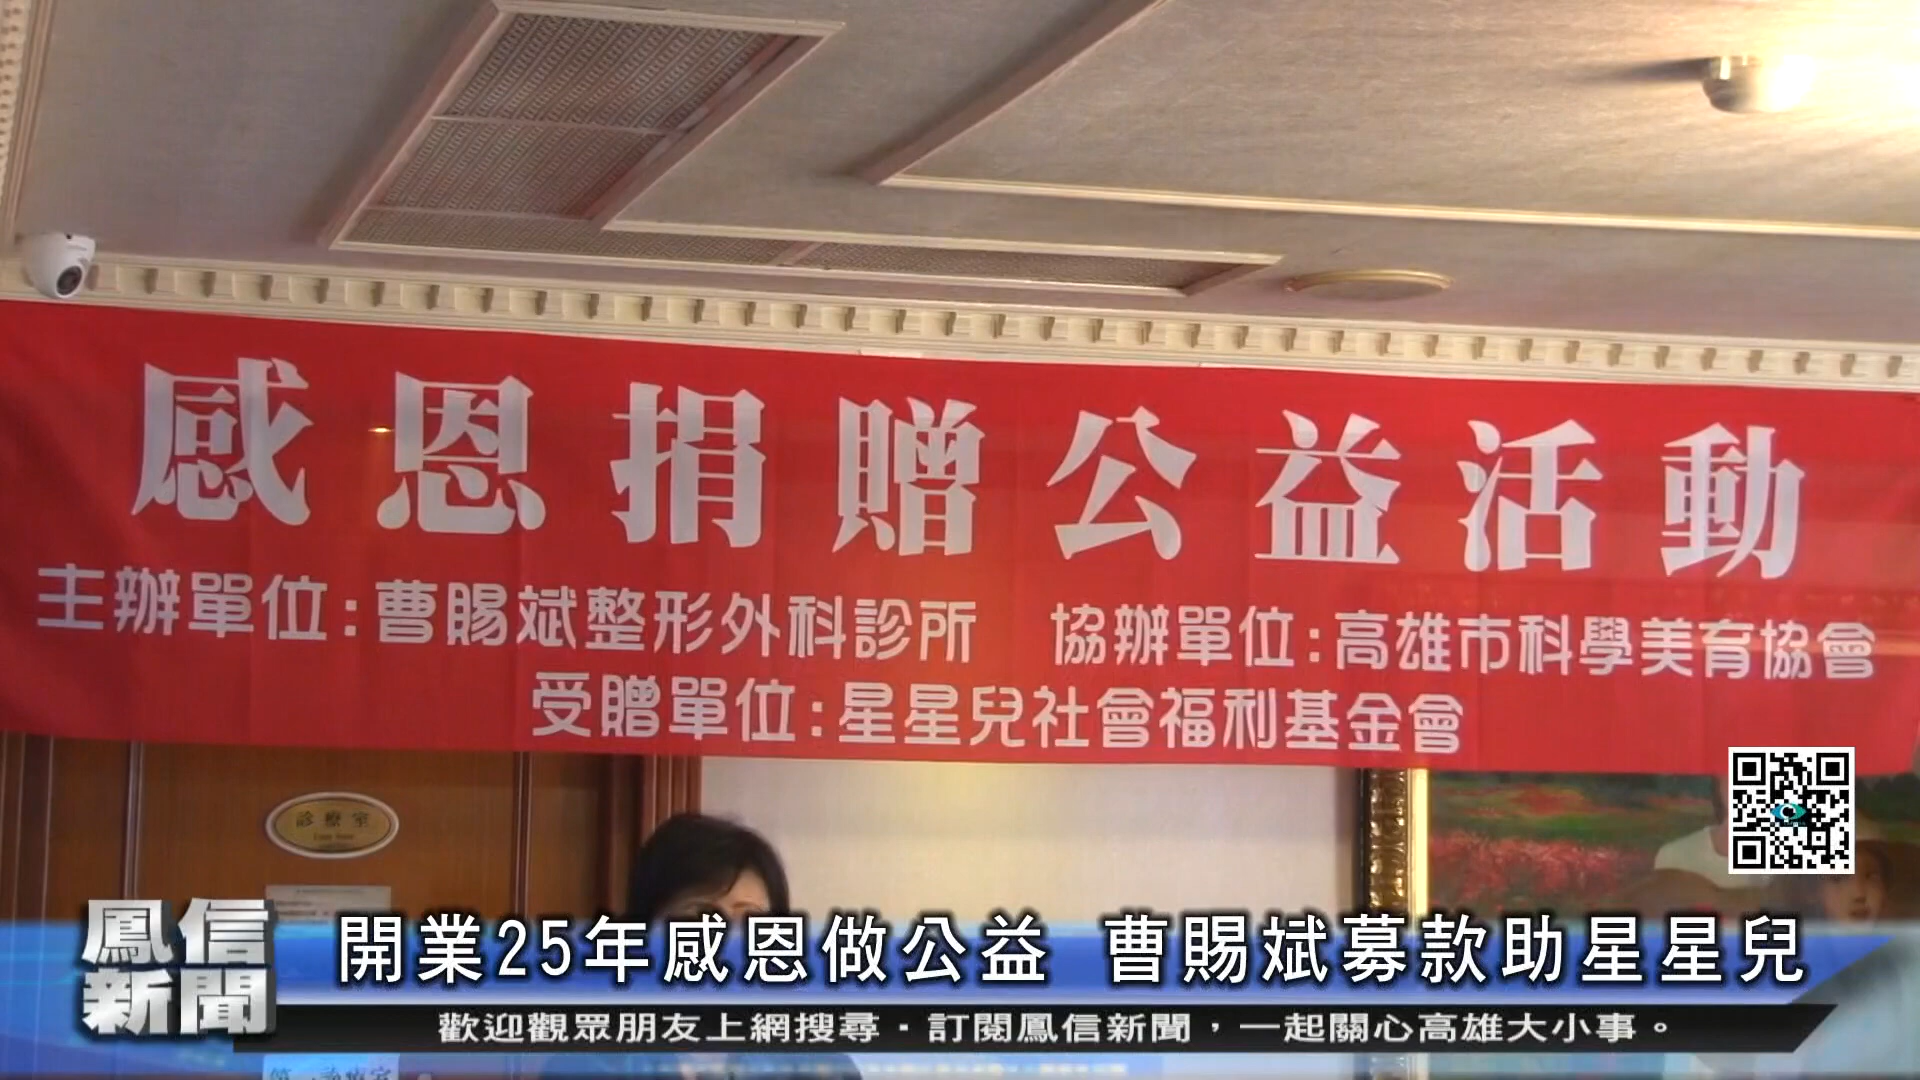 感恩捐贈公益活動
主辦單位:曹賜斌整形外科診所 協辦單位:高雄市科學美育協會
受贈單位:星星兒社會福利基金會
診療室
鳳信新聞
開業25年感恩做公益 曹賜斌募款助星星兒
歡迎觀眾朋友上網搜尋·訂閱鳳信新聞，一起關心高雄大小事。